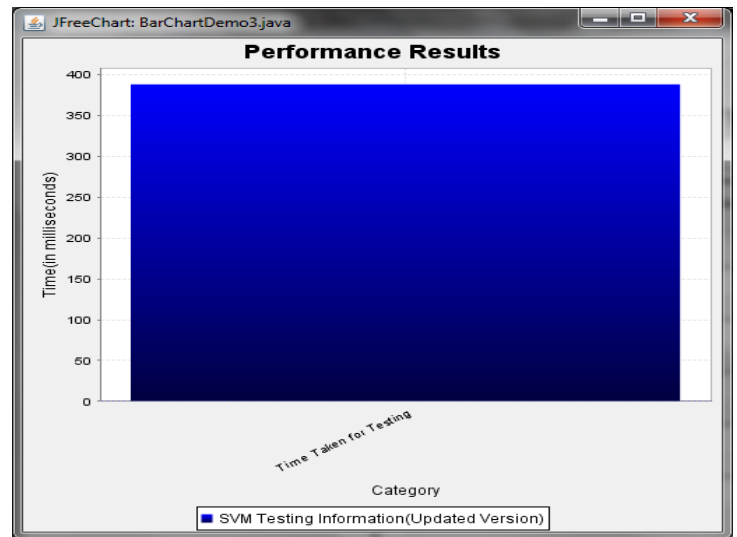 JFreeChart: BarChartDemo3.java
Performance Results
400
350
300
250
200
150
100
50
0
Time(in milliseconds)
Time Taken for Testing
Category
SVM Testing Information(Updated Version)